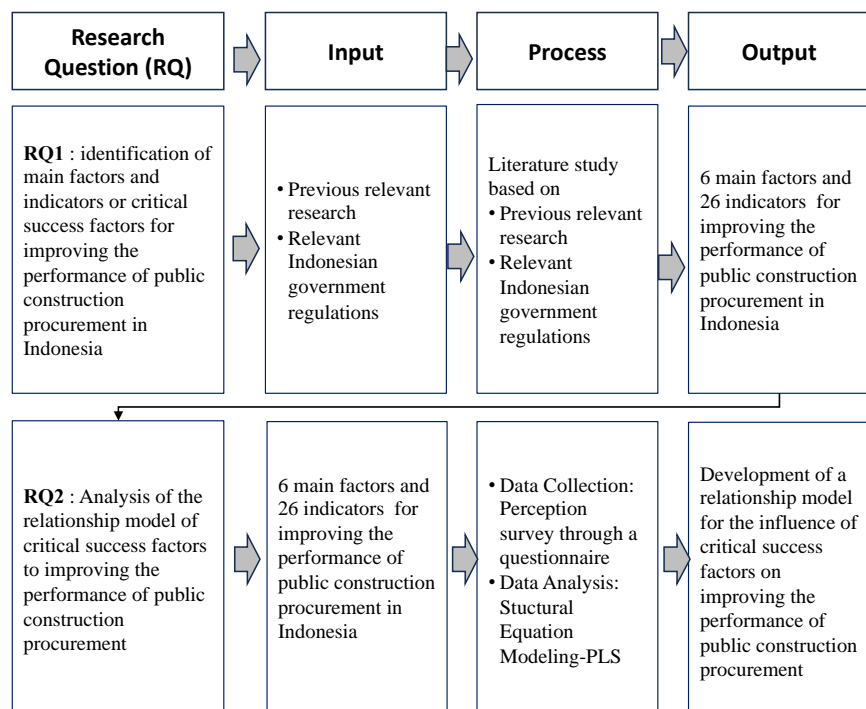 Research
Question (RQ)
Input
Process
Output
RQ1 : identification of
main factors and
indicators or critical
success factors for
improving the
performance of public
construction
procurement in
Indonesia
• Previous relevant
research
• Relevant
Indonesian
government
regulations
Literature study
based on
• Previous relevant
research
• Relevant
Indonesian
government
regulations
6 main factors and
26 indicators for
improving the
performance of
public construction
procurement in
Indonesia
RQ2 : Analysis of the
relationship model of
critical success factors
to improving the
performance of public
construction
procurement
6 main factors and
26 indicators for
improving the
performance of
public construction
procurement in
Indonesia
• Data Collection:
Perception
survey through a
questionnaire
• Data Analysis:
Stuctural
Equation
Modeling-PLS
Development of a
relationship model
for the influence of
critical success
factors on
improving the
performance of
public construction
procurement